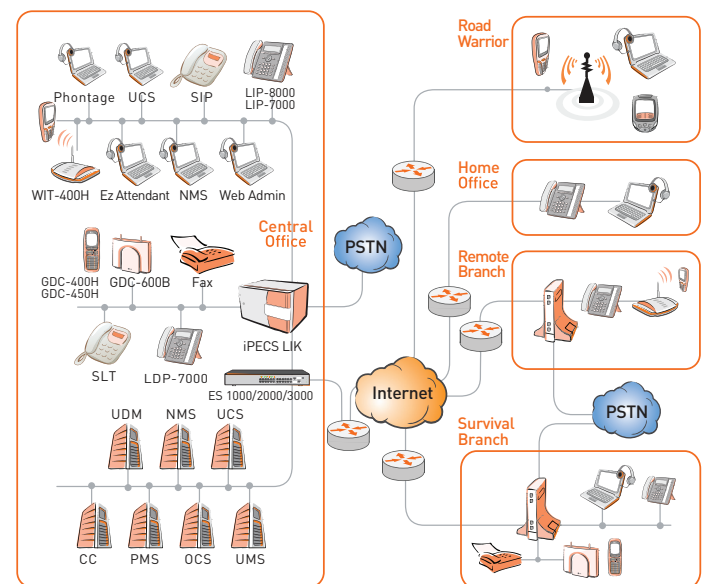 Phontage UCS SIP LIP-8000
LIP-7000
WIT-400H Ez Attendant NMS Web Admin
Central
Office
GDC-400H
GDC-450H
GDC-600B Fax
iPECS LIK
SLT LDP-7000
ES 1000/2000/3000
UDM NMS UCS
CC PMS OCS UMS
PSTN
Internet
Road
Warrior
Home
Office
Remote
Branch
PSTN
Survival
Branch